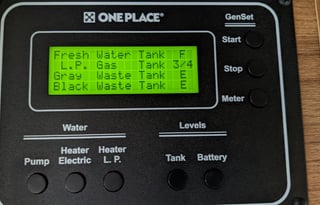 ONE PLACE®
GenSet
Fresh Water Tank F
L.P. Gas Tank 3/4
Gray Waste Tank E
Black Waste Tank E
Start
Stop
Meter
Water
Levels
Pump
Heater Electric
Heater L. P.
Tank
Battery